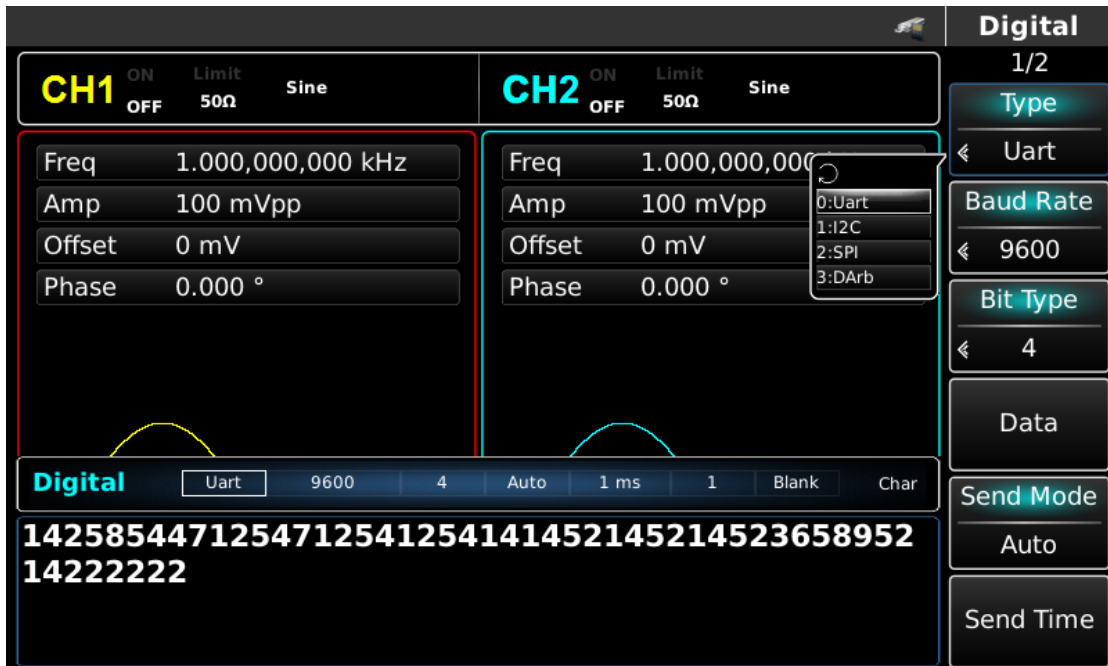 Digital
1/2
CH1 ON OFF Limit 50Ω Sine
CH2 ON OFF Limit 50Ω Sine
Freq 1.000,000,000 kHz
Amp 100 mVpp
Offset 0 mV
Phase 0.000 °
Freq 1.000,000,000
Amp 100 mVpp
Offset 0 mV
Phase 0.000 °
0:Uart
1:I2C
2:SPI
3:DArb
Type
Uart
Baud Rate
9600
Bit Type
4
Data
Send Mode
Auto
Send Time
Digital Uart 9600 4 Auto 1 ms 1 Blank Char
142585447125471254125414145214521452365895​2
14222222